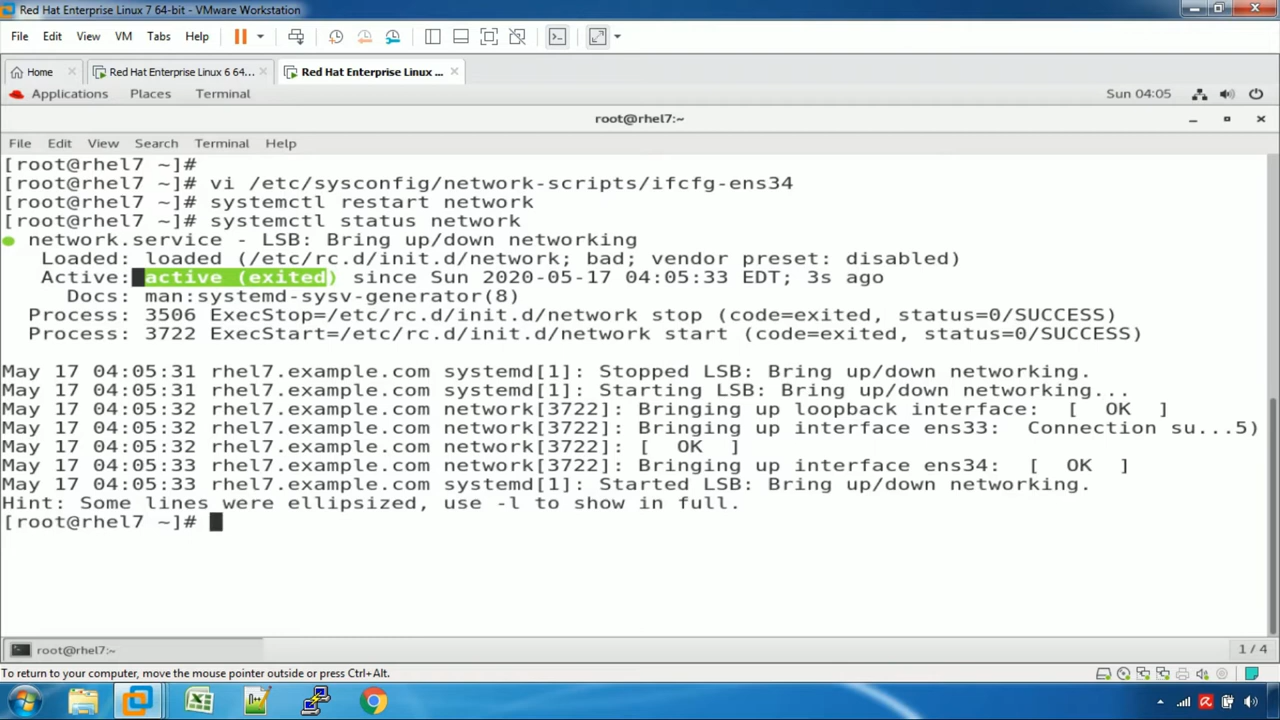 Red Hat Enterprise Linux 7 64-bit - VMware Workstation
File Edit View VM Tabs Help
Home Red Hat Enterprise Linux 6 64... Red Hat Enterprise Linux ...
Applications Places Terminal Sun 04:05
root@rhel7:~
File Edit View Search Terminal Help
[root@rhel7 ~]#
[root@rhel7 ~]# vi /etc/sysconfig/network-scripts/ifcfg-ens34
[root@rhel7 ~]# systemctl restart network
[root@rhel7 ~]# systemctl status network
● network.service - LSB: Bring up/down networking
Loaded: loaded (/etc/rc.d/init.d/network; bad; vendor preset: disabled)
Active: active (exited) since Sun 2020-05-17 04:05:33 EDT; 3s ago
Docs: man:systemd-sysv-generator(8)
Process: 3506 ExecStop=/etc/rc.d/init.d/network stop (code=exited, status=0/SUCCESS)
Process: 3722 ExecStart=/etc/rc.d/init.d/network start (code=exited, status=0/SUCCESS)
May 17 04:05:31 rhel7.example.com systemd[1]: Stopped LSB: Bring up/down networking.
May 17 04:05:31 rhel7.example.com systemd[1]: Starting LSB: Bring up/down networking...
May 17 04:05:32 rhel7.example.com network[3722]: Bringing up loopback interface: [ OK ]
May 17 04:05:32 rhel7.example.com network[3722]: Bringing up interface ens33: Connection su...5)
May 17 04:05:32 rhel7.example.com network[3722]: [ OK ]
May 17 04:05:33 rhel7.example.com network[3722]: Bringing up interface ens34: [ OK ]
May 17 04:05:33 rhel7.example.com systemd[1]: Started LSB: Bring up/down networking.
Hint: Some lines were ellipsized, use -l to show in full.
[root@rhel7 ~]#
root@rhel7:~ 1 / 4
To return to your computer, move the mouse pointer outside or press Ctrl+Alt.